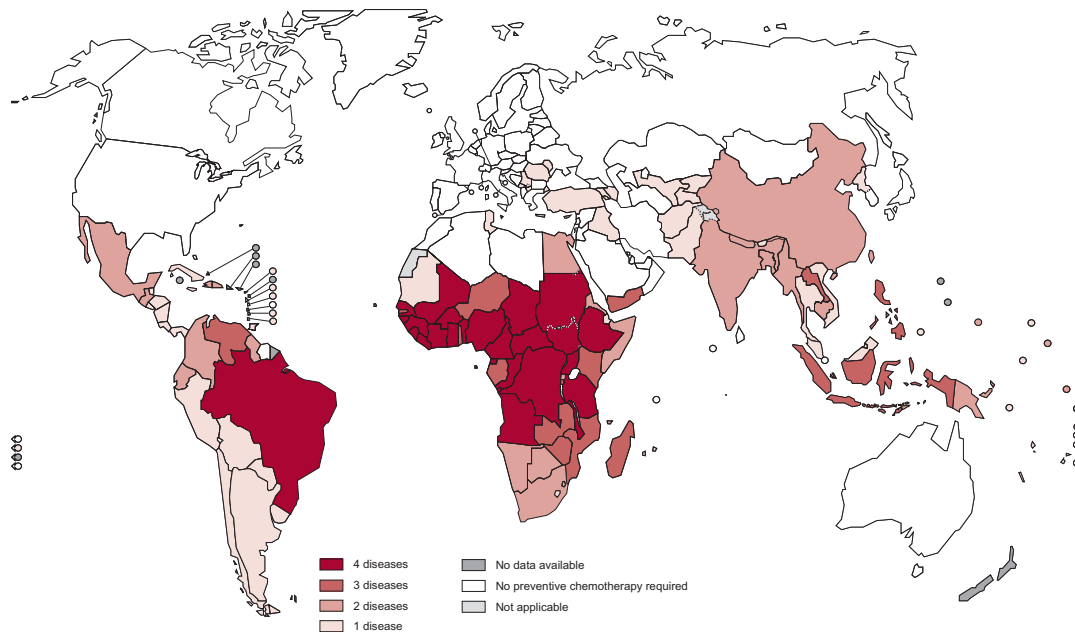 4 diseases
3 diseases
2 diseases
1 disease
No data available
No preventive chemotherapy required
Not applicable